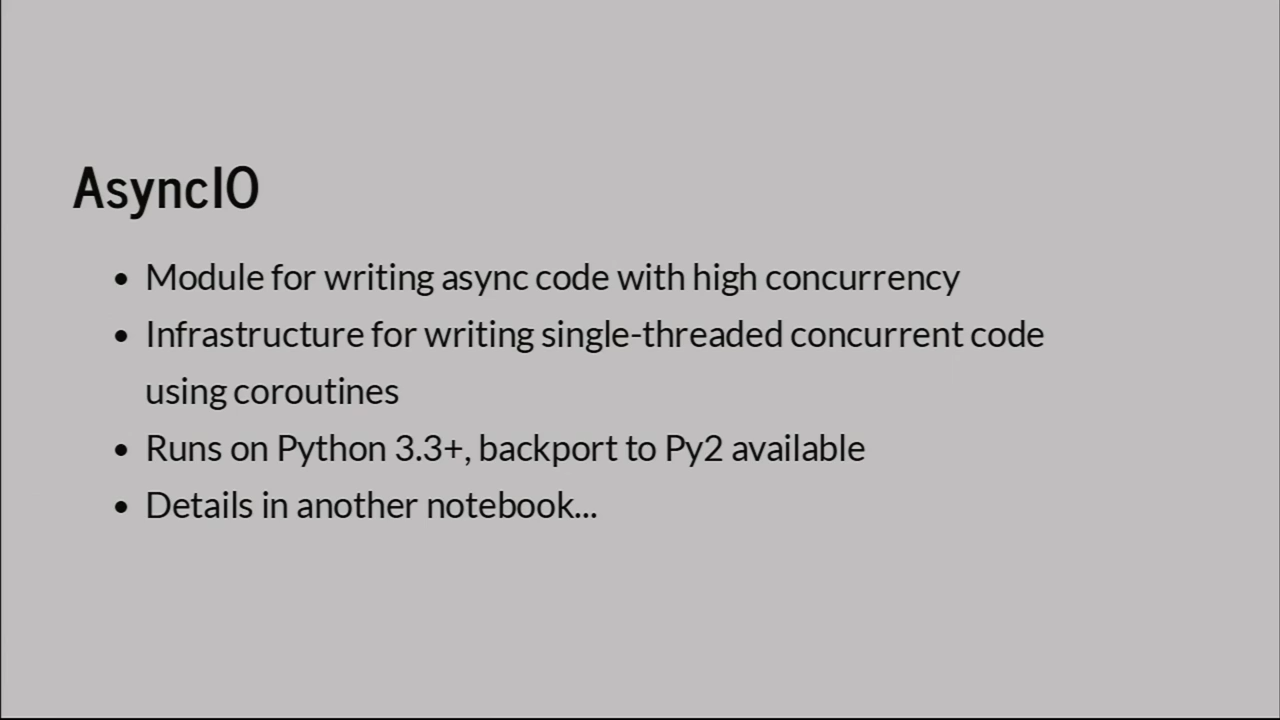 AsyncIO
• Module for writing async code with high concurrency
• Infrastructure for writing single-threaded concurrent code
using coroutines
• Runs on Python 3.3+, backport to Py2 available
• Details in another notebook...